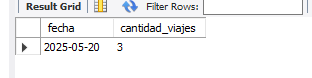 Result Grid Filter Rows:
fecha cantidad_viajes
2025-05-20 3